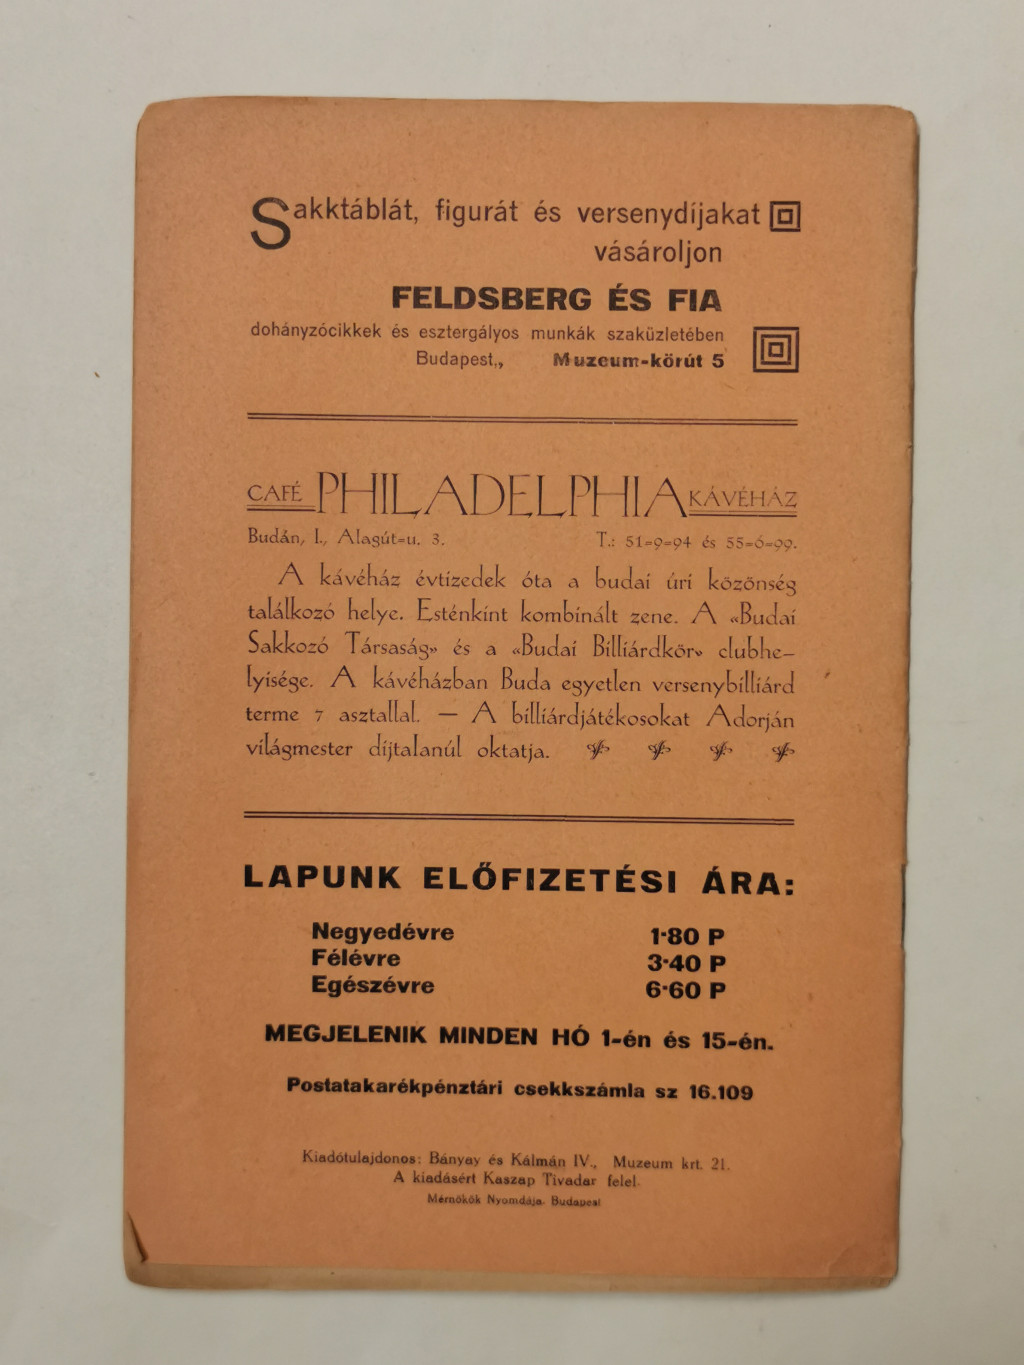 Sakktáblát, figurát és versenydíjakat
vásároljon
FELDSBERG ÉS FIA
dohányzócikkek és esztergályos munkák szaküzletében
Budapest,, Muzeum-körút 5
CAFÉ PHILADELPHIA KÁVÉHÁZ
Budán, I., Alagút=u. 3. T.: 51=9=94 és 55=6=99.
A kávéház évtizedek óta a budai úri közönség
találkozó helye. Esténkint kombinált zene. A «Budai
Sakkozó Társaság» és a «Budai Billiárdkör» clubhe-
lyisége. A kávéházban Buda egyetlen versenybilliárd
terme 7 asztallal. — A billiárdjátékosokat Adorján
világmester díjtalanúl oktatja.
LAPUNK ELŐFIZETÉSI ÁRA:
Negyedévre 1·80 P
Félévre 3·40 P
Egészévre 6·60 P
MEGJELENIK MINDEN HÓ 1-én és 15-én.
Postatakarékpénztári csekkszámla sz 16.109
Kiadótulajdonos: Bányay és Kálmán IV., Muzeum krt. 21.
A kiadásért Kaszap Tivadar felel.
Mérnökök Nyomdája, Budapest